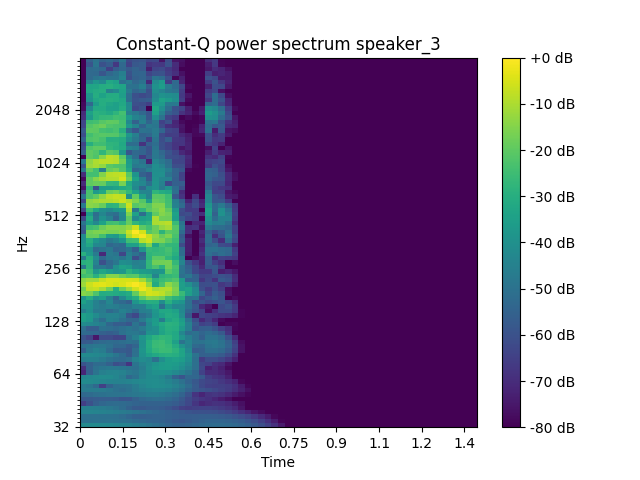 Constant-Q power spectrum speaker_3
Hz
2048
1024
512
256
128
64
32
0 0.15 0.3 0.45 0.6 0.75 0.9 1.1 1.2 1.4
Time
+0 dB
-10 dB
-20 dB
-30 dB
-40 dB
-50 dB
-60 dB
-70 dB
-80 dB